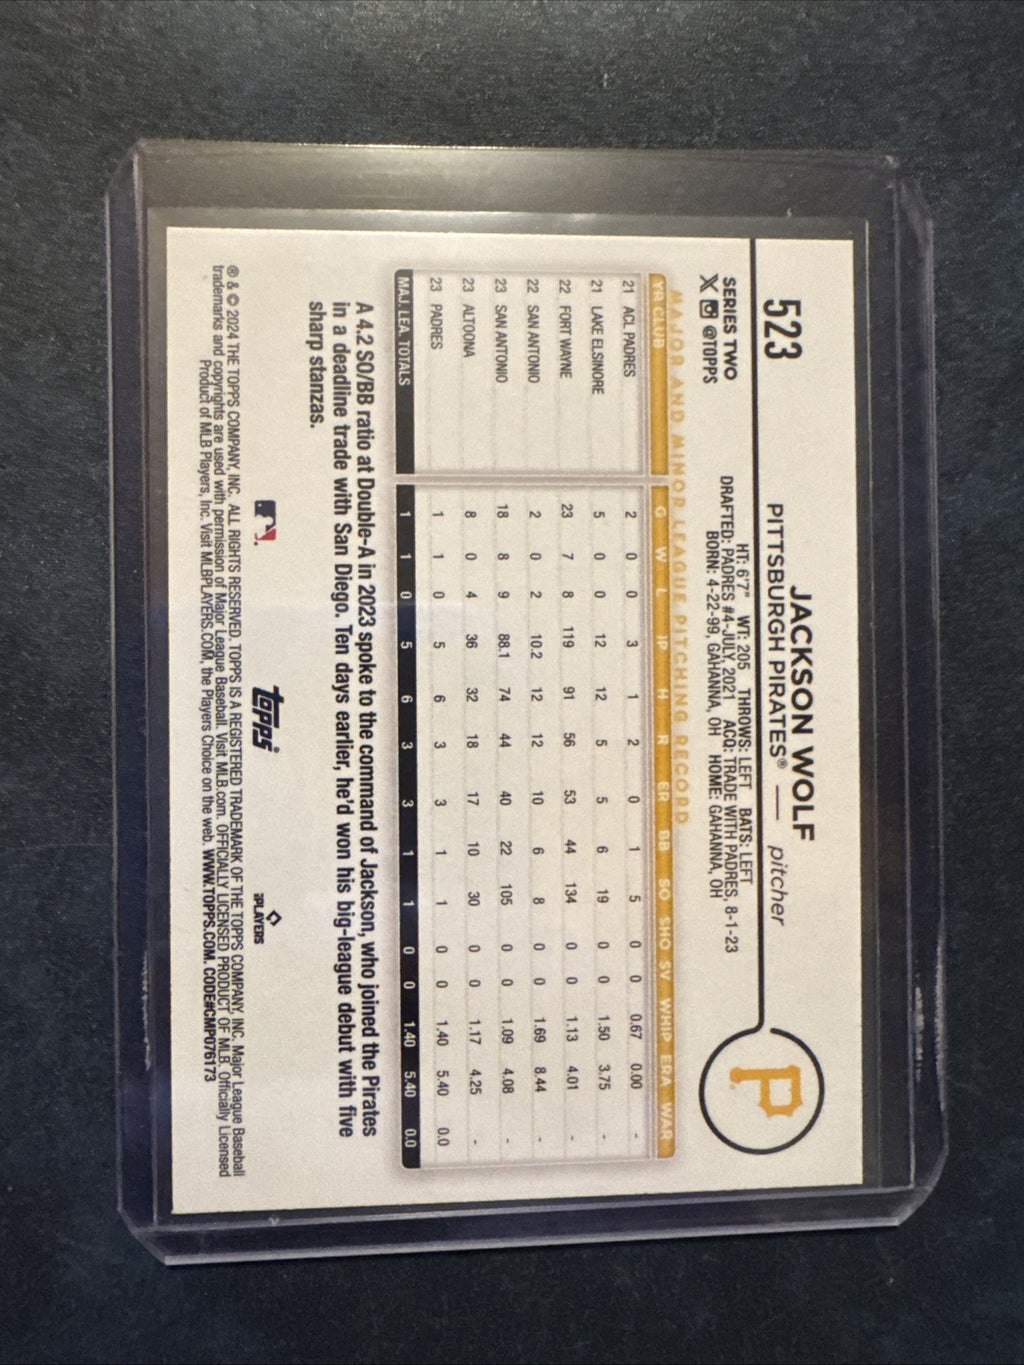 523
JACKSON WOLF
PITTSBURGH PIRATES® — pitcher
SERIES TWO
@TOPPS
HT: 6'7" WT: 205 THROWS: LEFT BATS: LEFT
DRAFTED: PADRES #4-JULY, 2021 ACQ: TRADE WITH PADRES, 8-1-23
BORN: 4-22-99, GAHANNA, OH HOME: GAHANNA, OH
P
MAJOR AND MINOR LEAGUE PITCHING RECORD
YR CLUB G W L IP H R ER BB SO SHO SV WHIP ERA WAR
21 ACL PADRES 2 0 0 3 1 2 0 1 5 0 0 0.67 0.00 -
21 LAKE ELSINORE 5 0 0 12 12 5 5 6 19 0 0 1.50 3.75 -
22 FORT WAYNE 23 7 8 119 91 56 53 44 134 0 0 1.13 4.01 -
22 SAN ANTONIO 2 0 2 10.2 12 12 10 6 8 0 0 1.69 8.44 -
23 SAN ANTONIO 18 8 9 88.1 74 44 40 22 105 0 0 1.09 4.08 -
23 ALTOONA 8 0 4 36 32 18 17 10 30 0 0 1.17 4.25 -
23 PADRES 1 1 0 5 6 3 3 1 1 0 0 1.40 5.40 0.0
MAJ. LEA. TOTALS 1 1 0 5 6 3 3 1 1 0 0 1.40 5.40 0.0
A 4.2 SO/BB ratio at Double-A in 2023 spoke to the command of Jackson, who joined the Pirates
in a deadline trade with San Diego. Ten days earlier, he'd won his big-league debut with five
sharp stanzas.
topps
PLAYERS
® & © 2024 THE TOPPS COMPANY, INC. ALL RIGHTS RESERVED. TOPPS IS A REGISTERED TRADEMARK OF THE TOPPS COMPANY, INC. Major League Baseball
trademarks and copyrights are used with permission of Major League Baseball. Visit MLB.com. OFFICIALLY LICENSED PRODUCT OF MLB. Officially Licensed
Product of MLB Players, Inc. Visit MLBPLAYERS.COM, the Players Choice on the web. WWW.TOPPS.COM. CODE#CMP076173